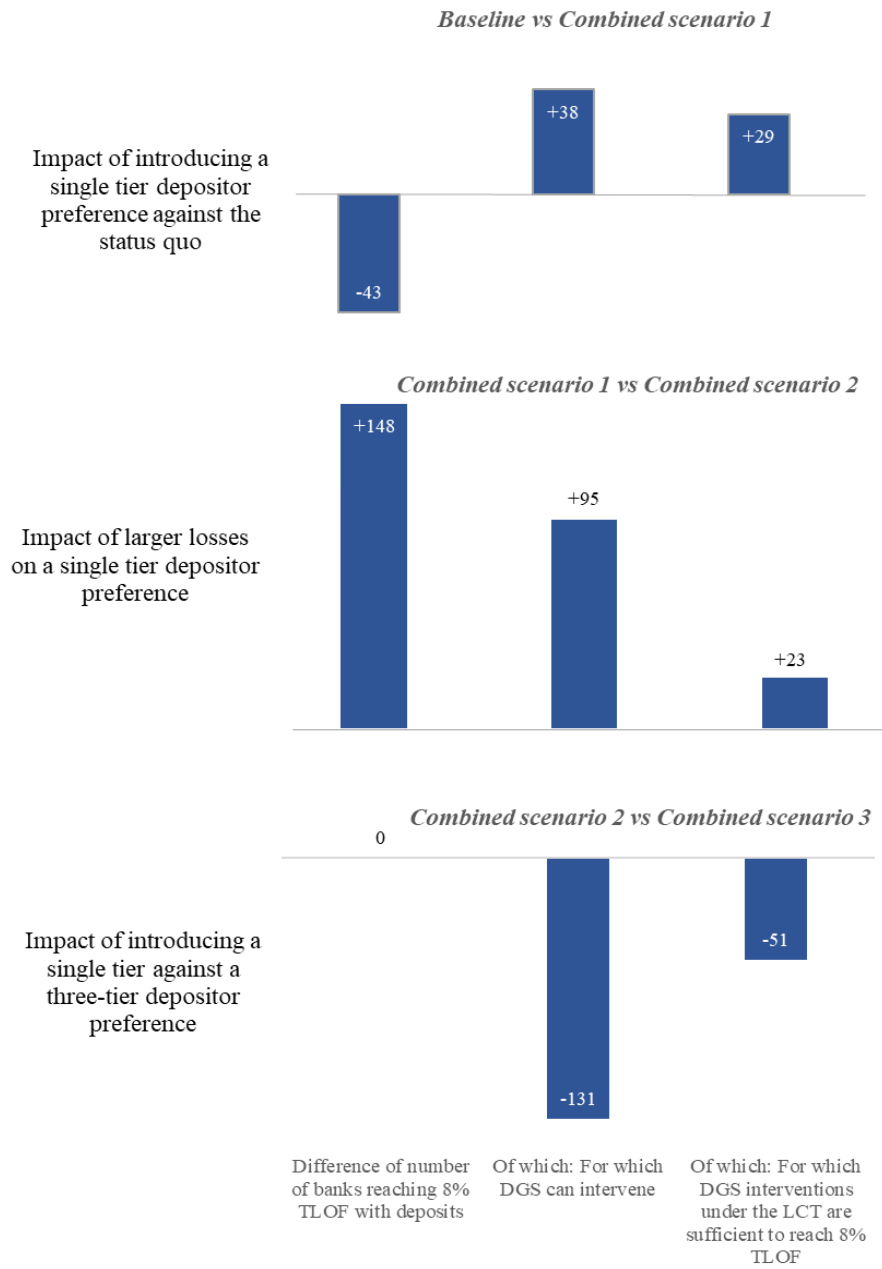 Baseline vs Combined scenario 1
+38
+29
Impact of introducing a
single tier depositor
preference against the
status quo
-43
Combined scenario 1 vs Combined scenario 2
+148
+95
Impact of larger losses
on a single tier depositor
preference
+23
Combined scenario 2 vs Combined scenario 3
0
Impact of introducing a
single tier against a
three-tier depositor
preference
-51
-131
Difference of number
of banks reaching 8%
TLOF with deposits
Of which: For which
DGS can intervene
Of which: For which
DGS interventions
under the LCT are
sufficient to reach 8%
TLOF